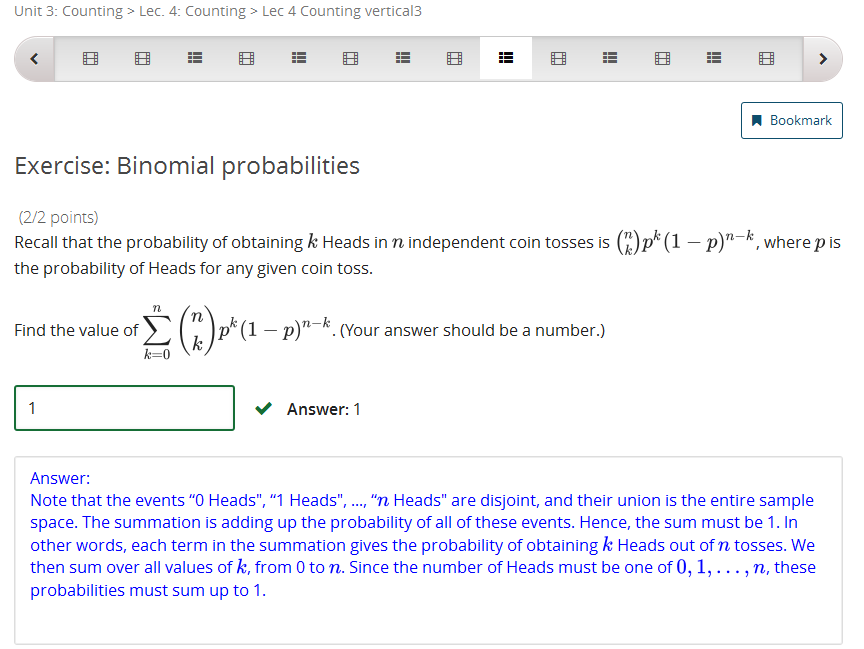 Unit 3: Counting > Lec. 4: Counting > Lec 4 Counting vertical3
Bookmark
Exercise: Binomial probabilities
(2/2 points)
Recall that the probability of obtaining k Heads in n independent coin tosses is \binom{n}{k}p^k(1 − p)^{n−k}, where p is
the probability of Heads for any given coin toss.
Find the value of \sum_{k=0}^{n} \binom{n}{k} p^k(1 − p)^{n−k}. (Your answer should be a number.)
1 Answer: 1
Answer:
Note that the events “0 Heads", “1 Heads", ..., “n Heads" are disjoint, and their union is the entire sample
space. The summation is adding up the probability of all of these events. Hence, the sum must be 1. In
other words, each term in the summation gives the probability of obtaining k Heads out of n tosses. We
then sum over all values of k, from 0 to n. Since the number of Heads must be one of 0, 1, . . . , n, these
probabilities must sum up to 1.